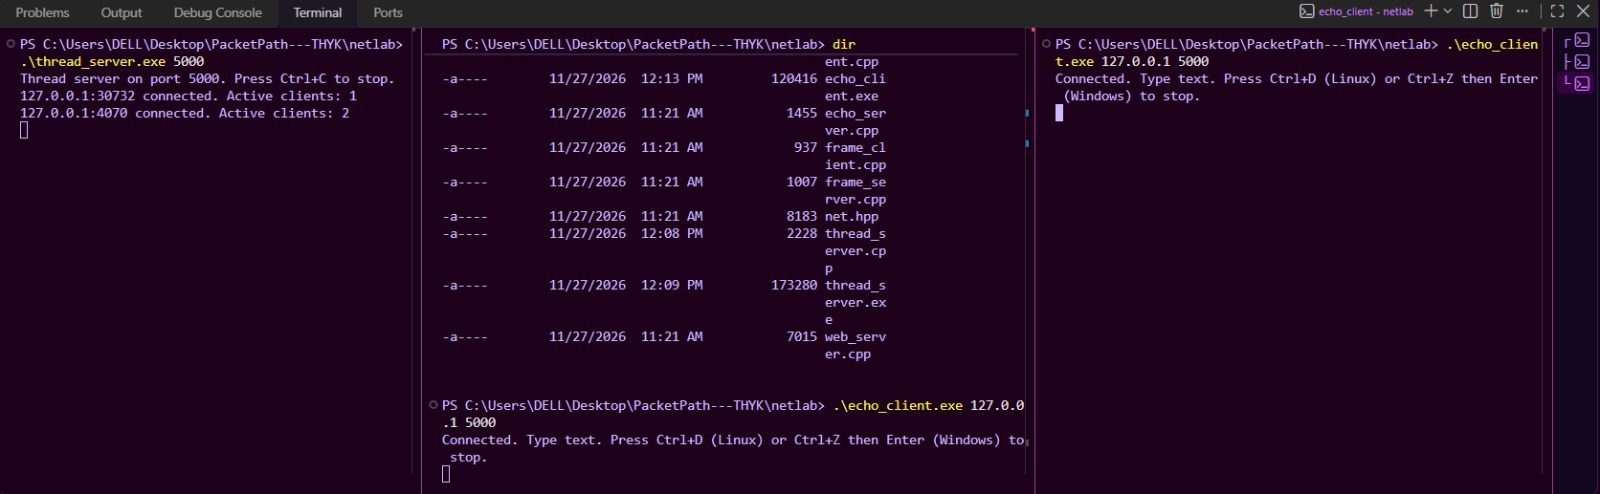 Problems Output Debug Console Terminal Ports
echo_client - netlab
PS C:\Users\DELL\Desktop\PacketPath---THYK\netlab>
.\thread_server.exe 5000
Thread server on port 5000. Press Ctrl+C to stop.
127.0.0.1:30732 connected. Active clients: 1
127.0.0.1:4070 connected. Active clients: 2
PS C:\Users\DELL\Desktop\PacketPath---THYK\netlab> dir
ent.cpp
-a---- 11/27/2026 12:13 PM 120416 echo_cli
ent.exe
-a---- 11/27/2026 11:21 AM 1455 echo_ser
ver.cpp
-a---- 11/27/2026 11:21 AM 937 frame_cl
ient.cpp
-a---- 11/27/2026 11:21 AM 1007 frame_se
rver.cpp
-a---- 11/27/2026 11:21 AM 8183 net.hpp
-a---- 11/27/2026 12:08 PM 2228 thread_s
erver.cp
p
-a---- 11/27/2026 12:09 PM 173280 thread_s
erver.ex
e
-a---- 11/27/2026 11:21 AM 7015 web_serv
er.cpp
PS C:\Users\DELL\Desktop\PacketPath---THYK\netlab> .\echo_client.exe 127.0.0
.1 5000
Connected. Type text. Press Ctrl+D (Linux) or Ctrl+Z then Enter (Windows) to
stop.
PS C:\Users\DELL\Desktop\PacketPath---THYK\netlab> .\echo_clien
t.exe 127.0.0.1 5000
Connected. Type text. Press Ctrl+D (Linux) or Ctrl+Z then Enter
(Windows) to stop.